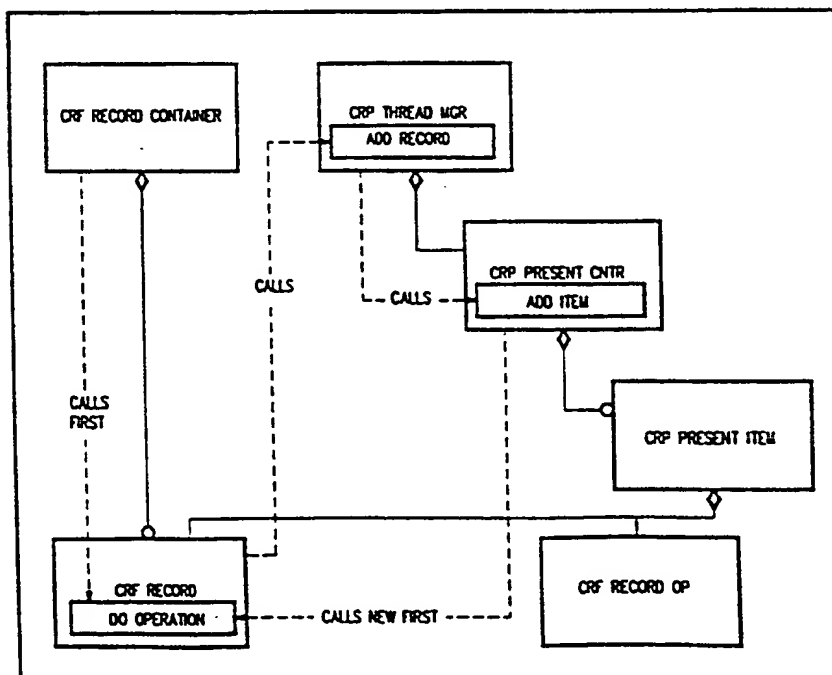 CRF RECORD CONTAINER
CRP THREAD MGR
ADD RECORD
CRP PRESENT CNTR
ADD ITEM
CALLS
CALLS
CALLS
FIRST
CRP PRESENT ITEM
CRF RECORD
DO OPERATION
CALLS NEW FIRST
CRF RECORD OP